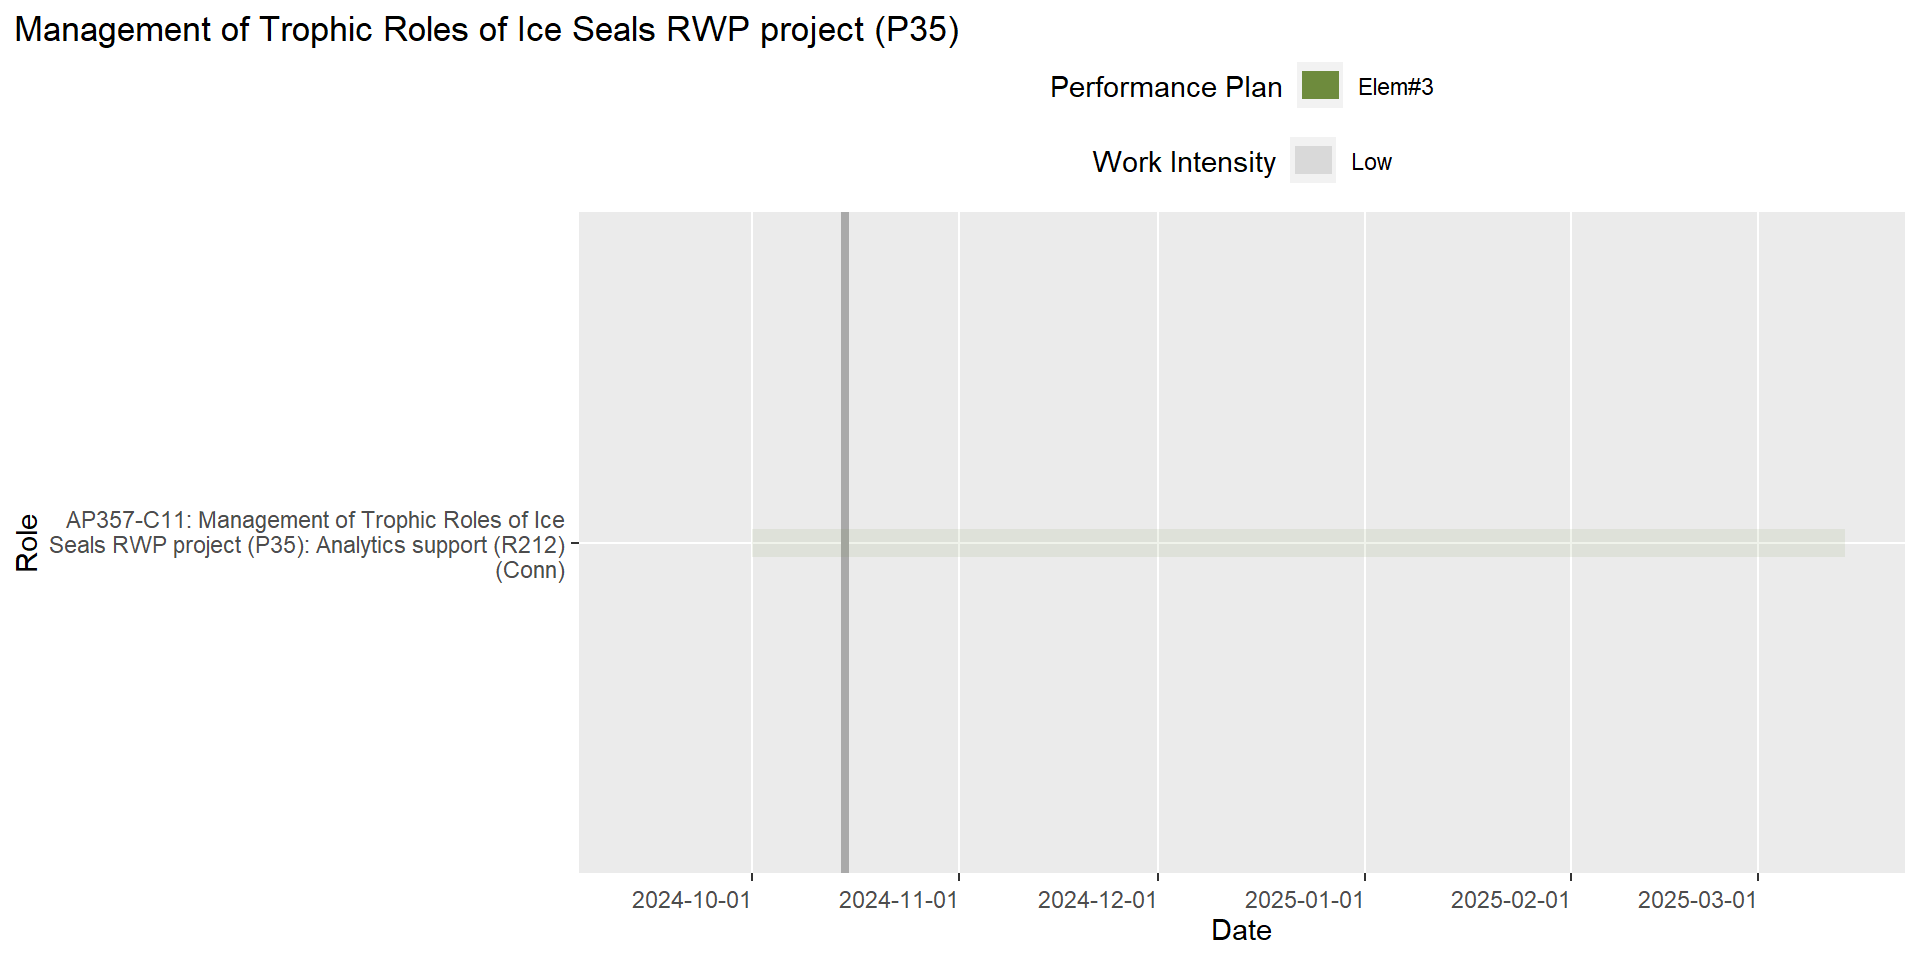 Management of Trophic Roles of Ice Seals RWP project (P35)
Performance Plan Elem#3
Work Intensity Low
Role
AP357-C11: Management of Trophic Roles of Ice
Seals RWP project (P35): Analytics support (R212)
(Conn)
2024-10-01 2024-11-01 2024-12-01 2025-01-01 2025-02-01 2025-03-01
Date